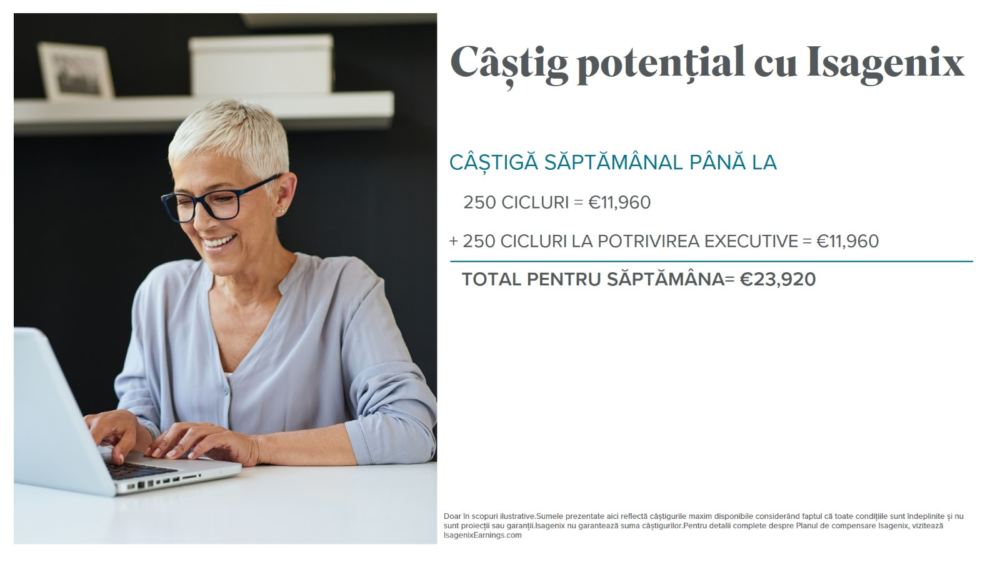 Câștig potențial cu Isagenix
CÂȘTIGĂ SĂPTĂMÂNAL PÂNĂ LA
250 CICLURI = €11,960
+ 250 CICLURI LA POTRIVIREA EXECUTIVE = €11,960
TOTAL PENTRU SĂPTĂMÂNA= €23,920
Doar în scopuri ilustrative.Sumele prezentate aici reflectă câștigurile maxim disponibile considerând faptul că toate condițiile sunt îndeplinite și nu
sunt proiecții sau garanții.Isagenix nu garantează suma câștigurilor.Pentru detalii complete despre Planul de compensare Isagenix, vizitează
IsagenixEarnings.com